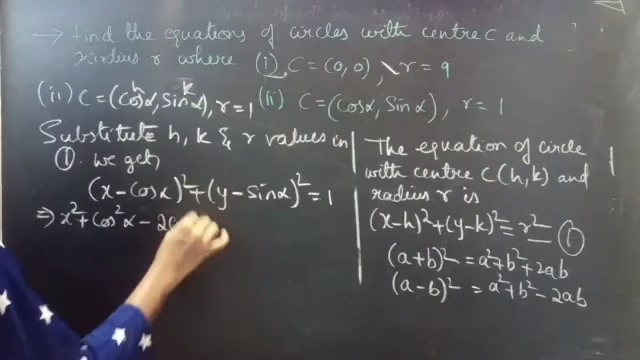 → Find the equations of circles with centre C and
radius r where (i) C = (0, 0), r = 9
(ii) C = (Cosα, Sinα), r = 1 (ii) C = (Cosα, Sinα), r = 1
h k
Substitute h, k & r values in
① we get,
(x - Cosα)² + (y - Sinα)² = 1
⇒ x² + Cos²α - 2
The equation of circle
with centre C(h, k) and
radius r is
(x-h)² + (y-k)² = r² — ①
(a+b)² = a² + b² + 2ab
(a-b)² = a² + b² - 2ab